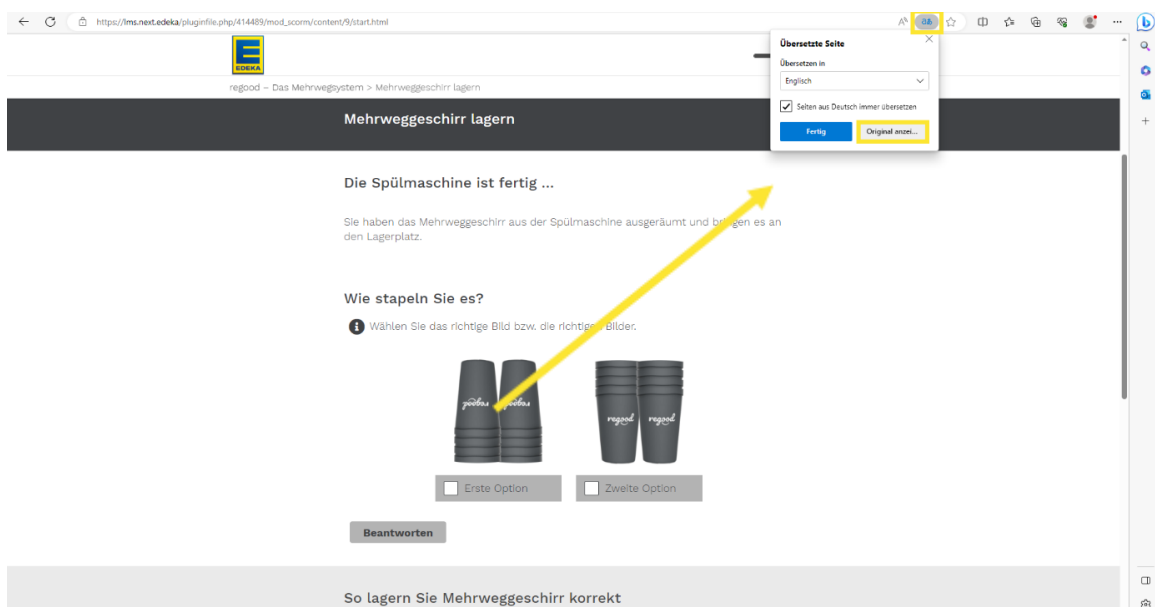 https://lms.next.edeka/pluginfile.php/414489/mod_scorm/content/9/start.html
Übersetzte Seite
Übersetzen in
Englisch
Seiten aus Deutsch immer übersetzen
Fertig
Original anzei...
EDEKA
regood – Das Mehrwegsystem > Mehrweggeschirr lagern
Mehrweggeschirr lagern
Die Spülmaschine ist fertig ...
Sie haben das Mehrweggeschirr aus der Spülmaschine ausgeräumt und bringen es an
den Lagerplatz.
Wie stapeln Sie es?
Wählen Sie das richtige Bild bzw. die richtigen Bilder.
regood regood
regood regood
Erste Option
Zweite Option
Beantworten
So lagern Sie Mehrweggeschirr korrekt